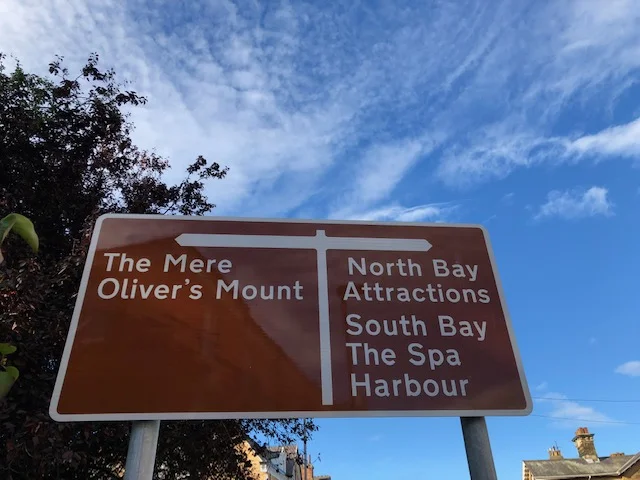 The Mere
Oliver's Mount
North Bay
Attractions
South Bay
The Spa
Harbour